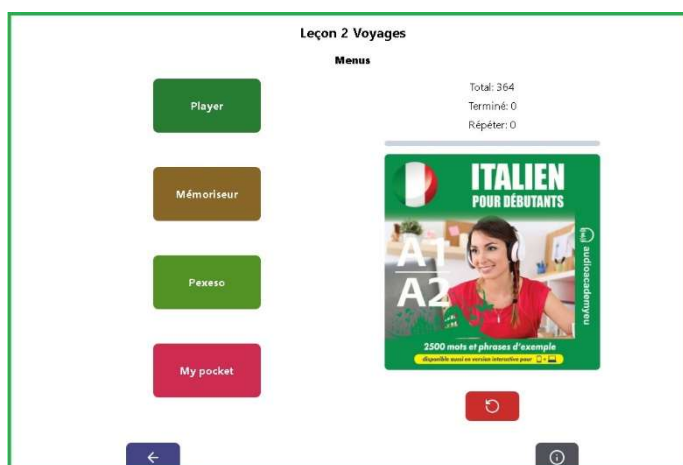 Leçon 2 Voyages
Menus
Player
Mémoriseur
Pexeso
My pocket
Total: 364
Terminé: 0
Répéter: 0
ITALIEN
POUR DÉBUTANTS
A1
A2
audioacademyeu
2500 mots et phrases d'exemple
disponible aussi en version interactive pour